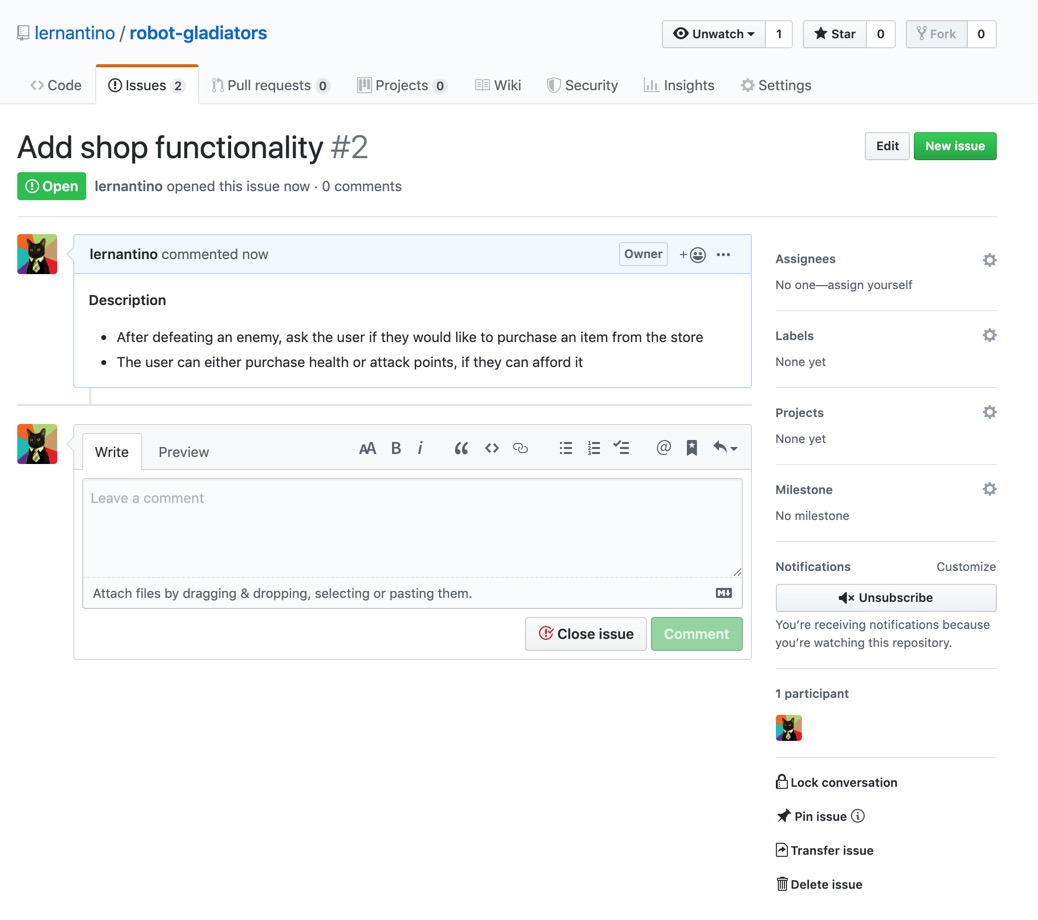 lernantino / robot-gladiators
Unwatch 1 Star 0 Fork 0
Code Issues 2 Pull requests 0 Projects 0 Wiki Security Insights Settings
Add shop functionality #2
Edit New issue
Open lernantino opened this issue now · 0 comments
lernantino commented now Owner
Description
• After defeating an enemy, ask the user if they would like to purchase an item from the store
• The user can either purchase health or attack points, if they can afford it
Write Preview AA B i
Leave a comment
Attach files by dragging & dropping, selecting or pasting them.
Close issue Comment
Assignees
No one—assign yourself
Labels
None yet
Projects
None yet
Milestone
No milestone
Notifications Customize
Unsubscribe
You’re receiving notifications because
you’re watching this repository.
1 participant
Lock conversation
Pin issue
Transfer issue
Delete issue